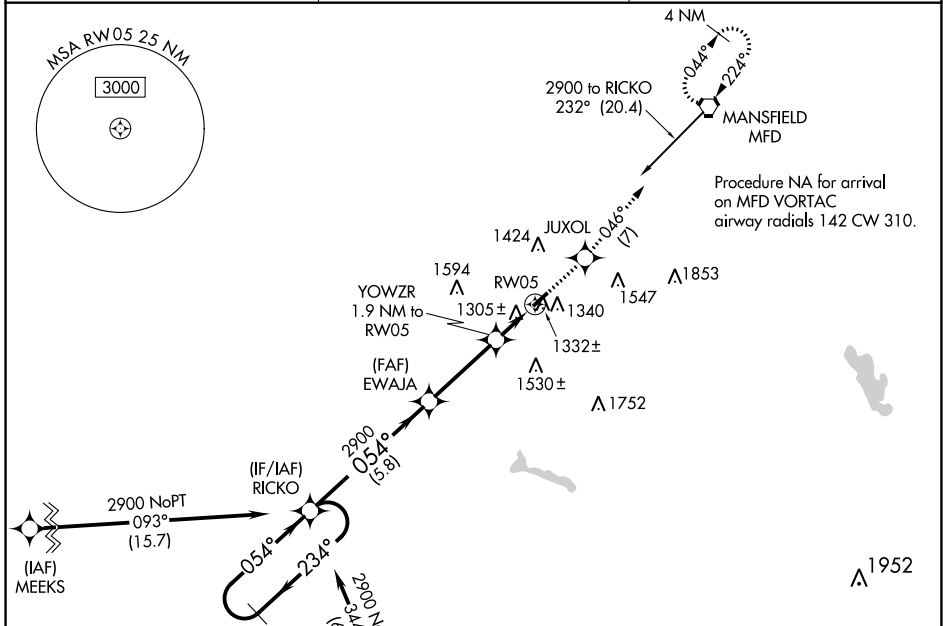 MSA RW05 25 NM
3000
4 NM
044°
224°
2900 to RICKO
232° (20.4)
MANSFIELD
MFD
Procedure NA for arrival
on MFD VORTAC
airway radials 142 CW 310.
046°
(7)
JUXOL
1424
1594
RW05
1853
1547
YOWZR
1.9 NM to
RW05
1305±
1340
1332±
(FAF)
EWAJA
1530±
1752
2900
054°
(5.8)
(IF/IAF)
RICKO
2900 NoPT
093°
(15.7)
(IAF)
MEEKS
054°
234°
2900
1952